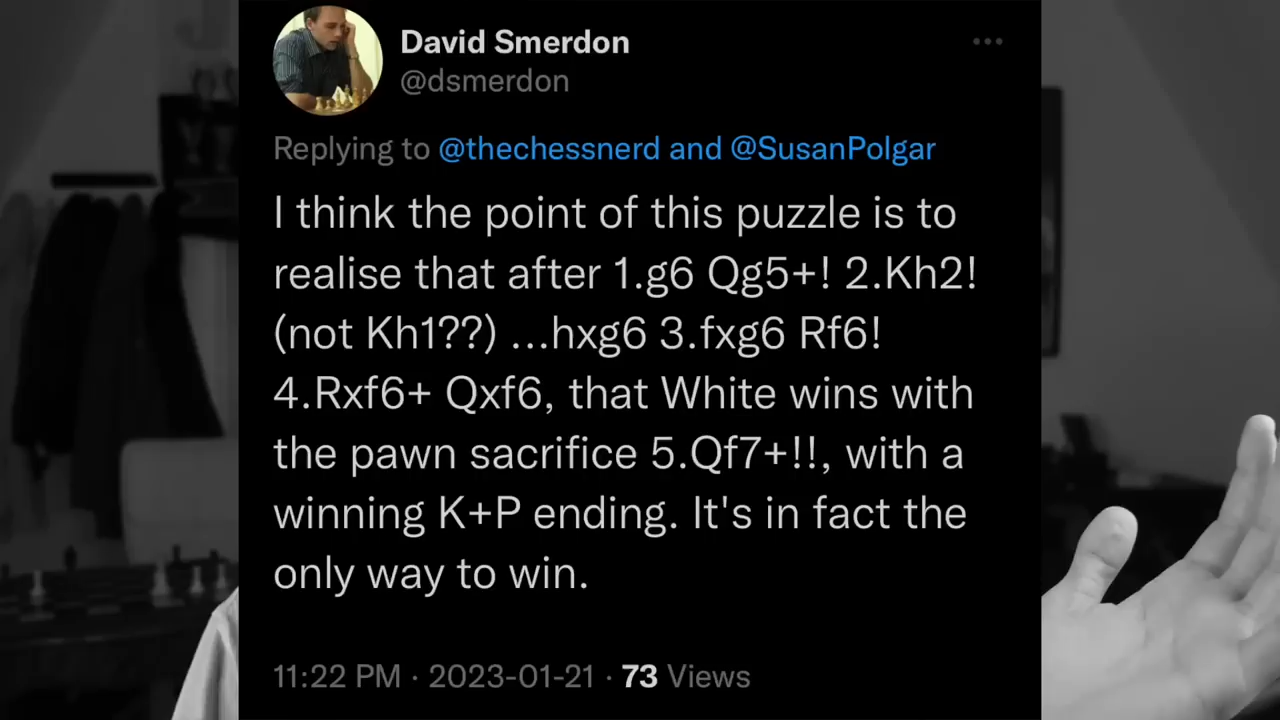 David Smerdon
@dsmerdon
Replying to @thechessnerd and @SusanPolgar
I think the point of this puzzle is to
realise that after 1.g6 Qg5+! 2.Kh2!
(not Kh1??) ...hxg6 3.fxg6 Rf6!
4.Rxf6+ Qxf6, that White wins with
the pawn sacrifice 5.Qf7+!!, with a
winning K+P ending. It's in fact the
only way to win.
11:22 PM · 2023-01-21 · 73 Views